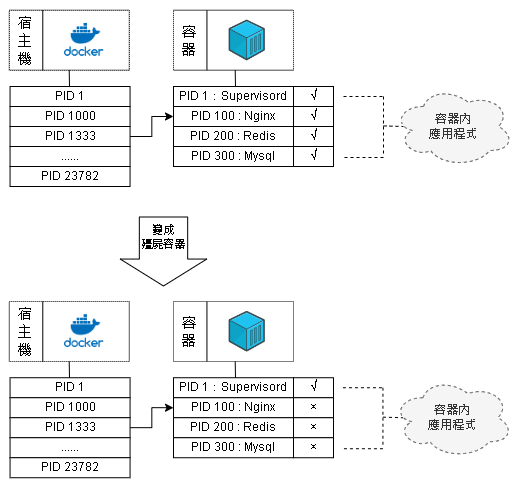 宿
主
機
docker
容
器
PID 1
PID 1000
PID 1333
......
PID 23782
PID 1 : Supervisord √
PID 100 : Nginx √
PID 200 : Redis √
PID 300 : Mysql √
容器內
應用程式
變成
殭屍容器
宿
主
機
docker
容
器
PID 1
PID 1000
PID 1333
......
PID 23782
PID 1 : Supervisord √
PID 100 : Nginx ×
PID 200 : Redis ×
PID 300 : Mysql ×
容器內
應用程式